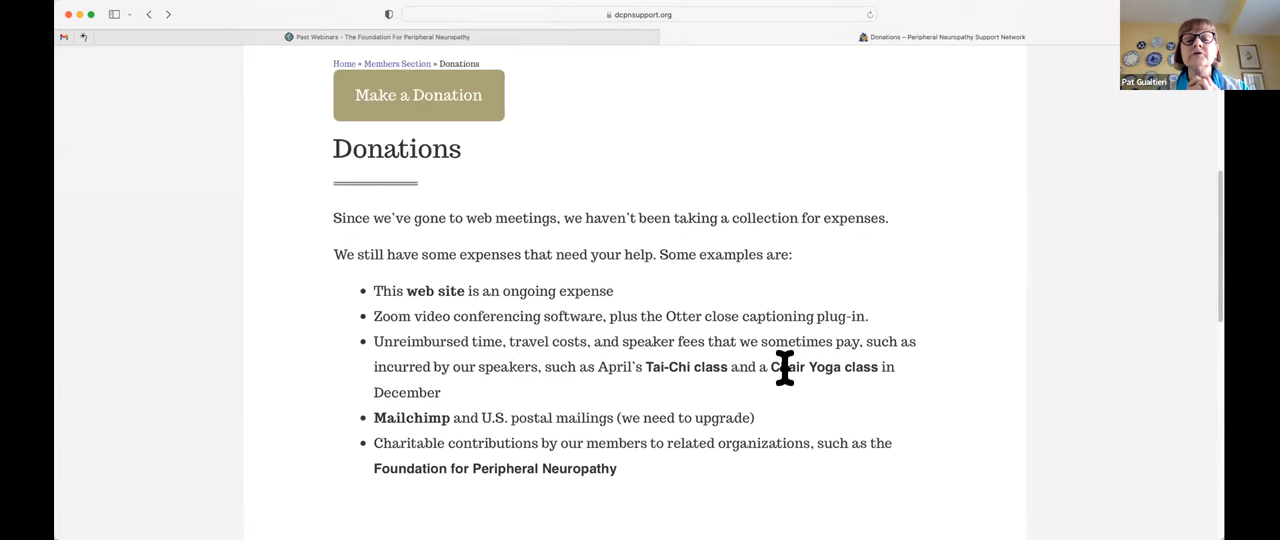 dcpnsupport.org
Past Webinars - The Foundation For Peripheral Neuropathy
Donations – Peripheral Neuropathy Support Network
Pat Gualtieri
Home » Members Section » Donations
Make a Donation
Donations
Since we've gone to web meetings, we haven't been taking a collection for expenses.
We still have some expenses that need your help. Some examples are:
• This web site is an ongoing expense
• Zoom video conferencing software, plus the Otter close captioning plug-in.
• Unreimbursed time, travel costs, and speaker fees that we sometimes pay, such as
incurred by our speakers, such as April's Tai-Chi class and a Chair Yoga class in
December
• Mailchimp and U.S. postal mailings (we need to upgrade)
• Charitable contributions by our members to related organizations, such as the
Foundation for Peripheral Neuropathy